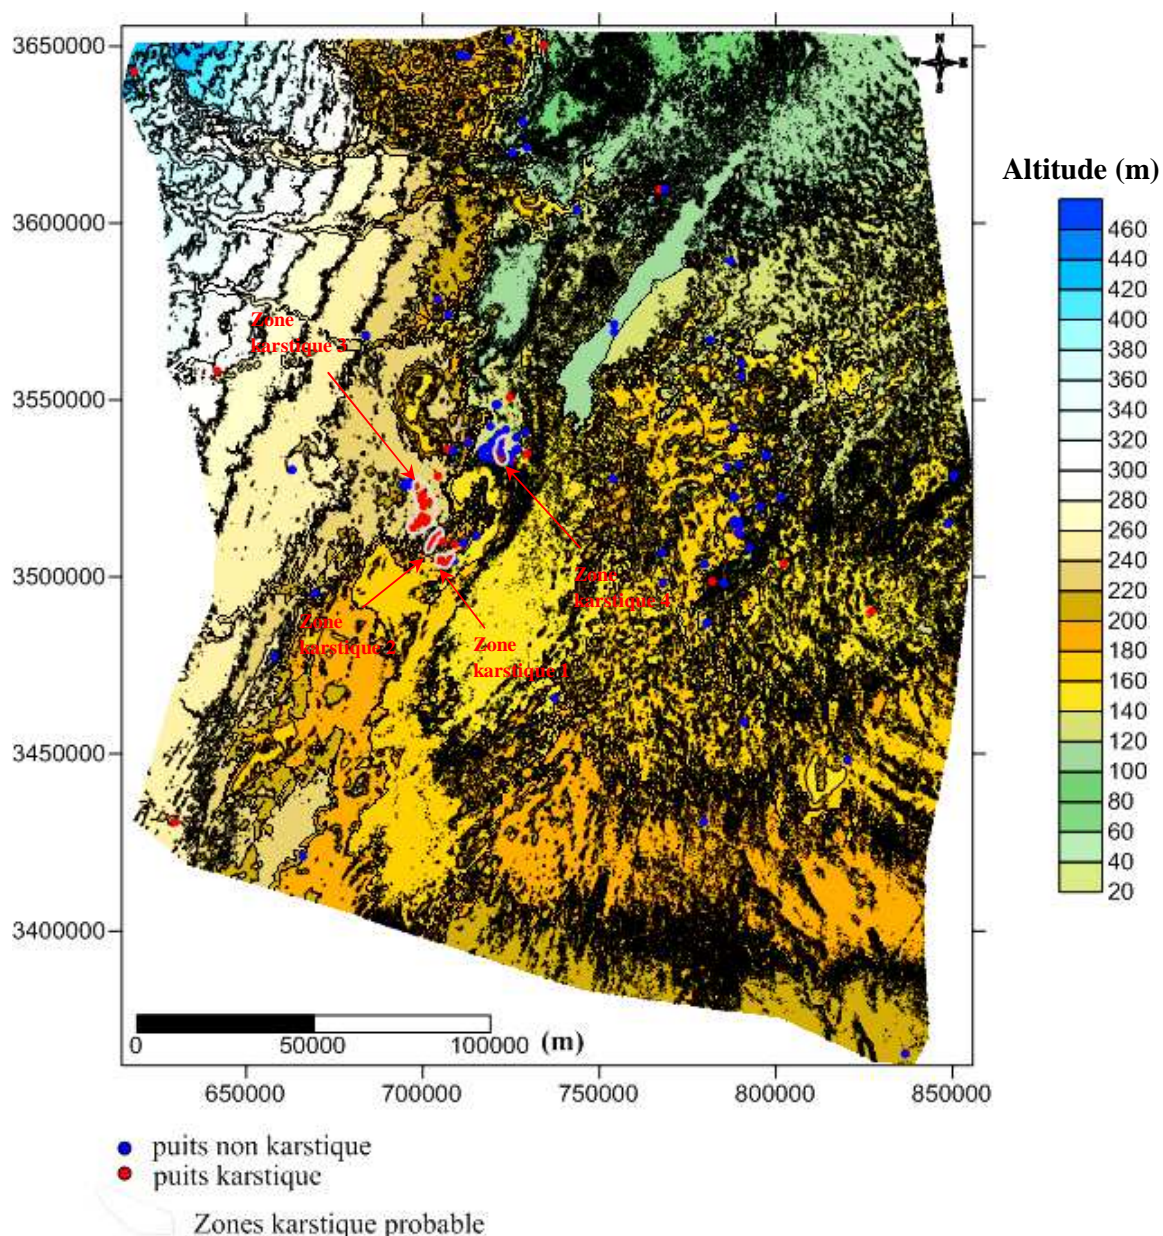 3650000
3600000
3550000
3500000
3450000
3400000
N
W
E
S
Zone
karstique 3
Zone
karstique 4
Zone
karstique 2
Zone
karstique 1
0
50000
100000
(m)
650000
700000
750000
800000
850000
Altitude (m)
460
440
420
400
380
360
340
320
300
280
260
240
220
200
180
160
140
120
100
80
60
40
20
puits non karstique
puits karstique
Zones karstique probable